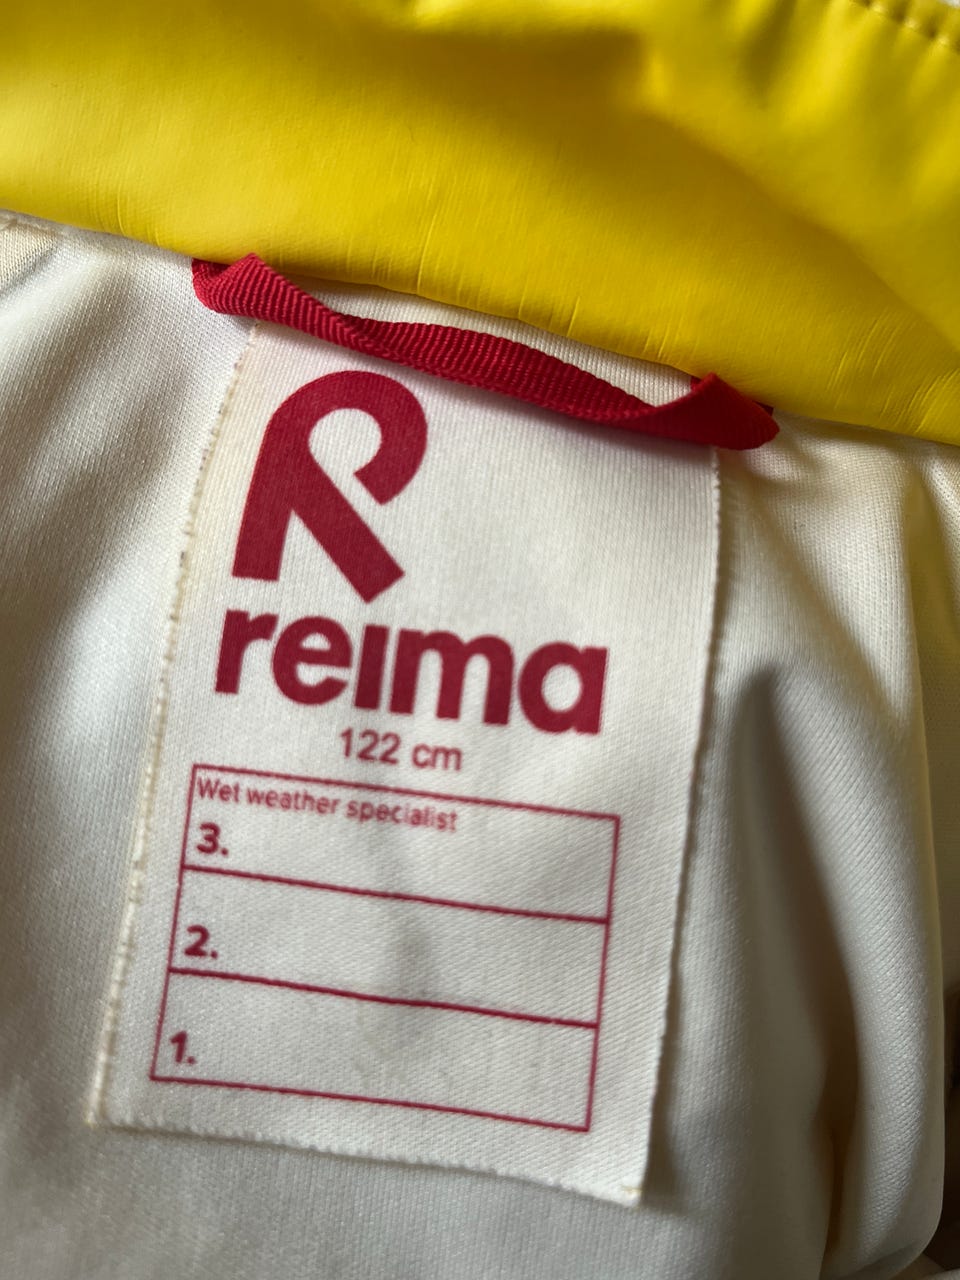 reima
122 cm
Wet weather specialist
3.
2.
1.